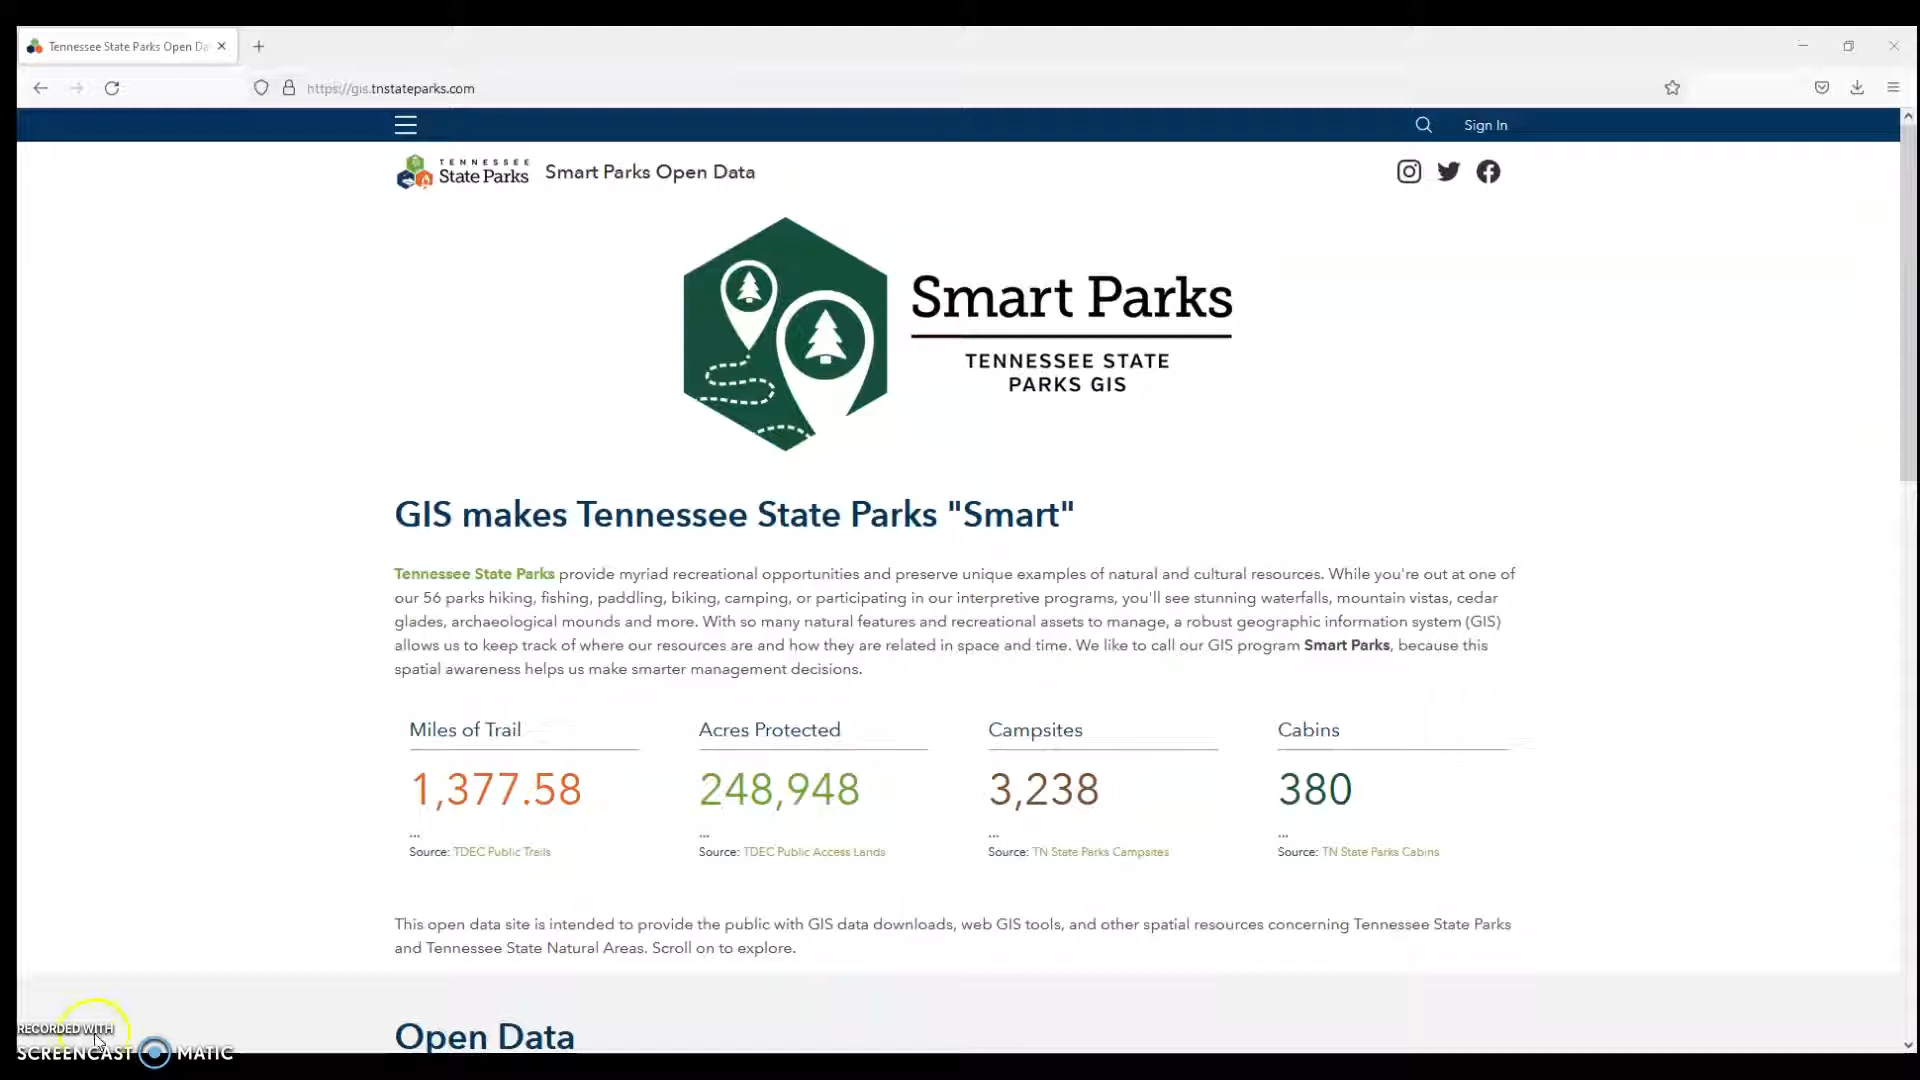 Tennessee State Parks Open Da
https://gis.tnstateparks.com
Sign In
TENNESSEE
State Parks
Smart Parks Open Data
Smart Parks
TENNESSEE STATE
PARKS GIS
GIS makes Tennessee State Parks "Smart"
Tennessee State Parks provide myriad recreational opportunities and preserve unique examples of natural and cultural resources. While you're out at one of
our 56 parks hiking, fishing, paddling, biking, camping, or participating in our interpretive programs, you'll see stunning waterfalls, mountain vistas, cedar
glades, archaeological mounds and more. With so many natural features and recreational assets to manage, a robust geographic information system (GIS)
allows us to keep track of where our resources are and how they are related in space and time. We like to call our GIS program Smart Parks, because this
spatial awareness helps us make smarter management decisions.
Miles of Trail
1,377.58
...
Source: TDEC Public Trails
Acres Protected
248,948
...
Source: TDEC Public Access Lands
Campsites
3,238
...
Source: TN State Parks Campsites
Cabins
380
...
Source: TN State Parks Cabins
This open data site is intended to provide the public with GIS data downloads, web GIS tools, and other spatial resources concerning Tennessee State Parks
and Tennessee State Natural Areas. Scroll on to explore.
Open Data
RECORDED WITH
SCREENCAST MATIC